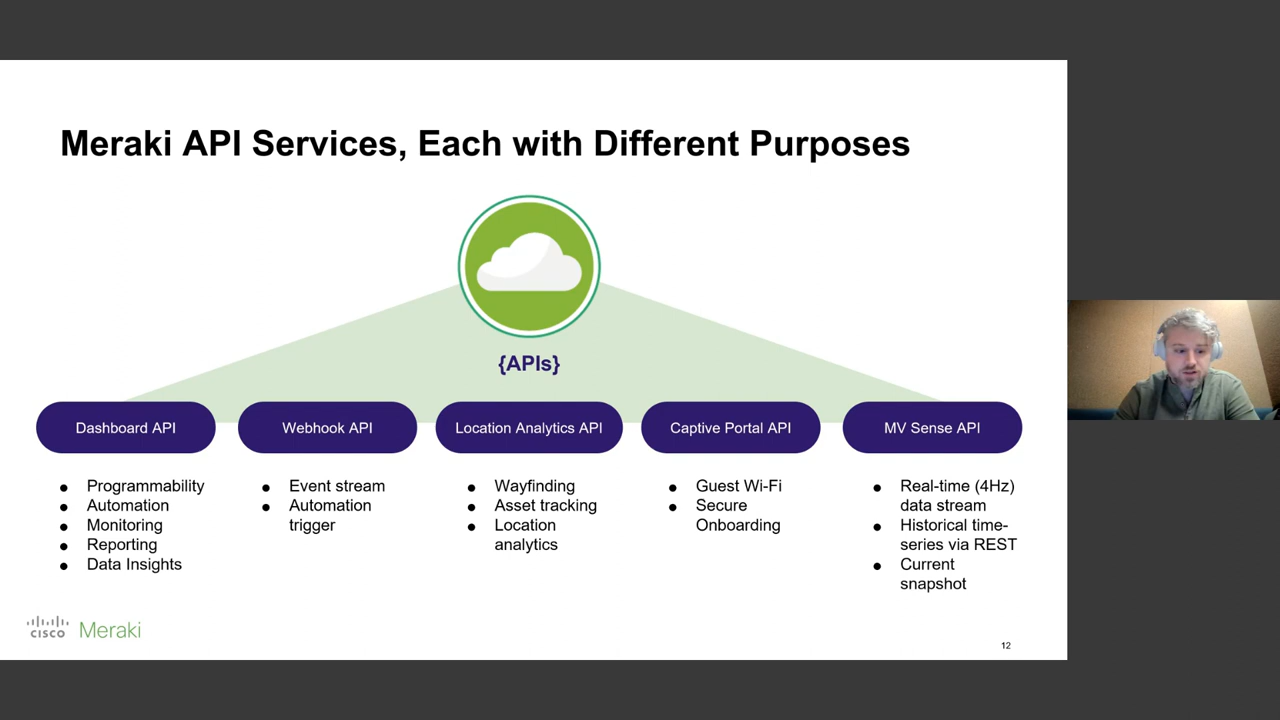 Meraki API Services, Each with Different Purposes
{APIs}
Dashboard API
Webhook API
Location Analytics API
Captive Portal API
MV Sense API
● Programmability
● Automation
● Monitoring
● Reporting
● Data Insights
● Event stream
● Automation
trigger
● Wayfinding
● Asset tracking
● Location
analytics
● Guest Wi-Fi
● Secure
Onboarding
● Real-time (4Hz)
data stream
● Historical time-
series via REST
● Current
snapshot
CISCO Meraki
12